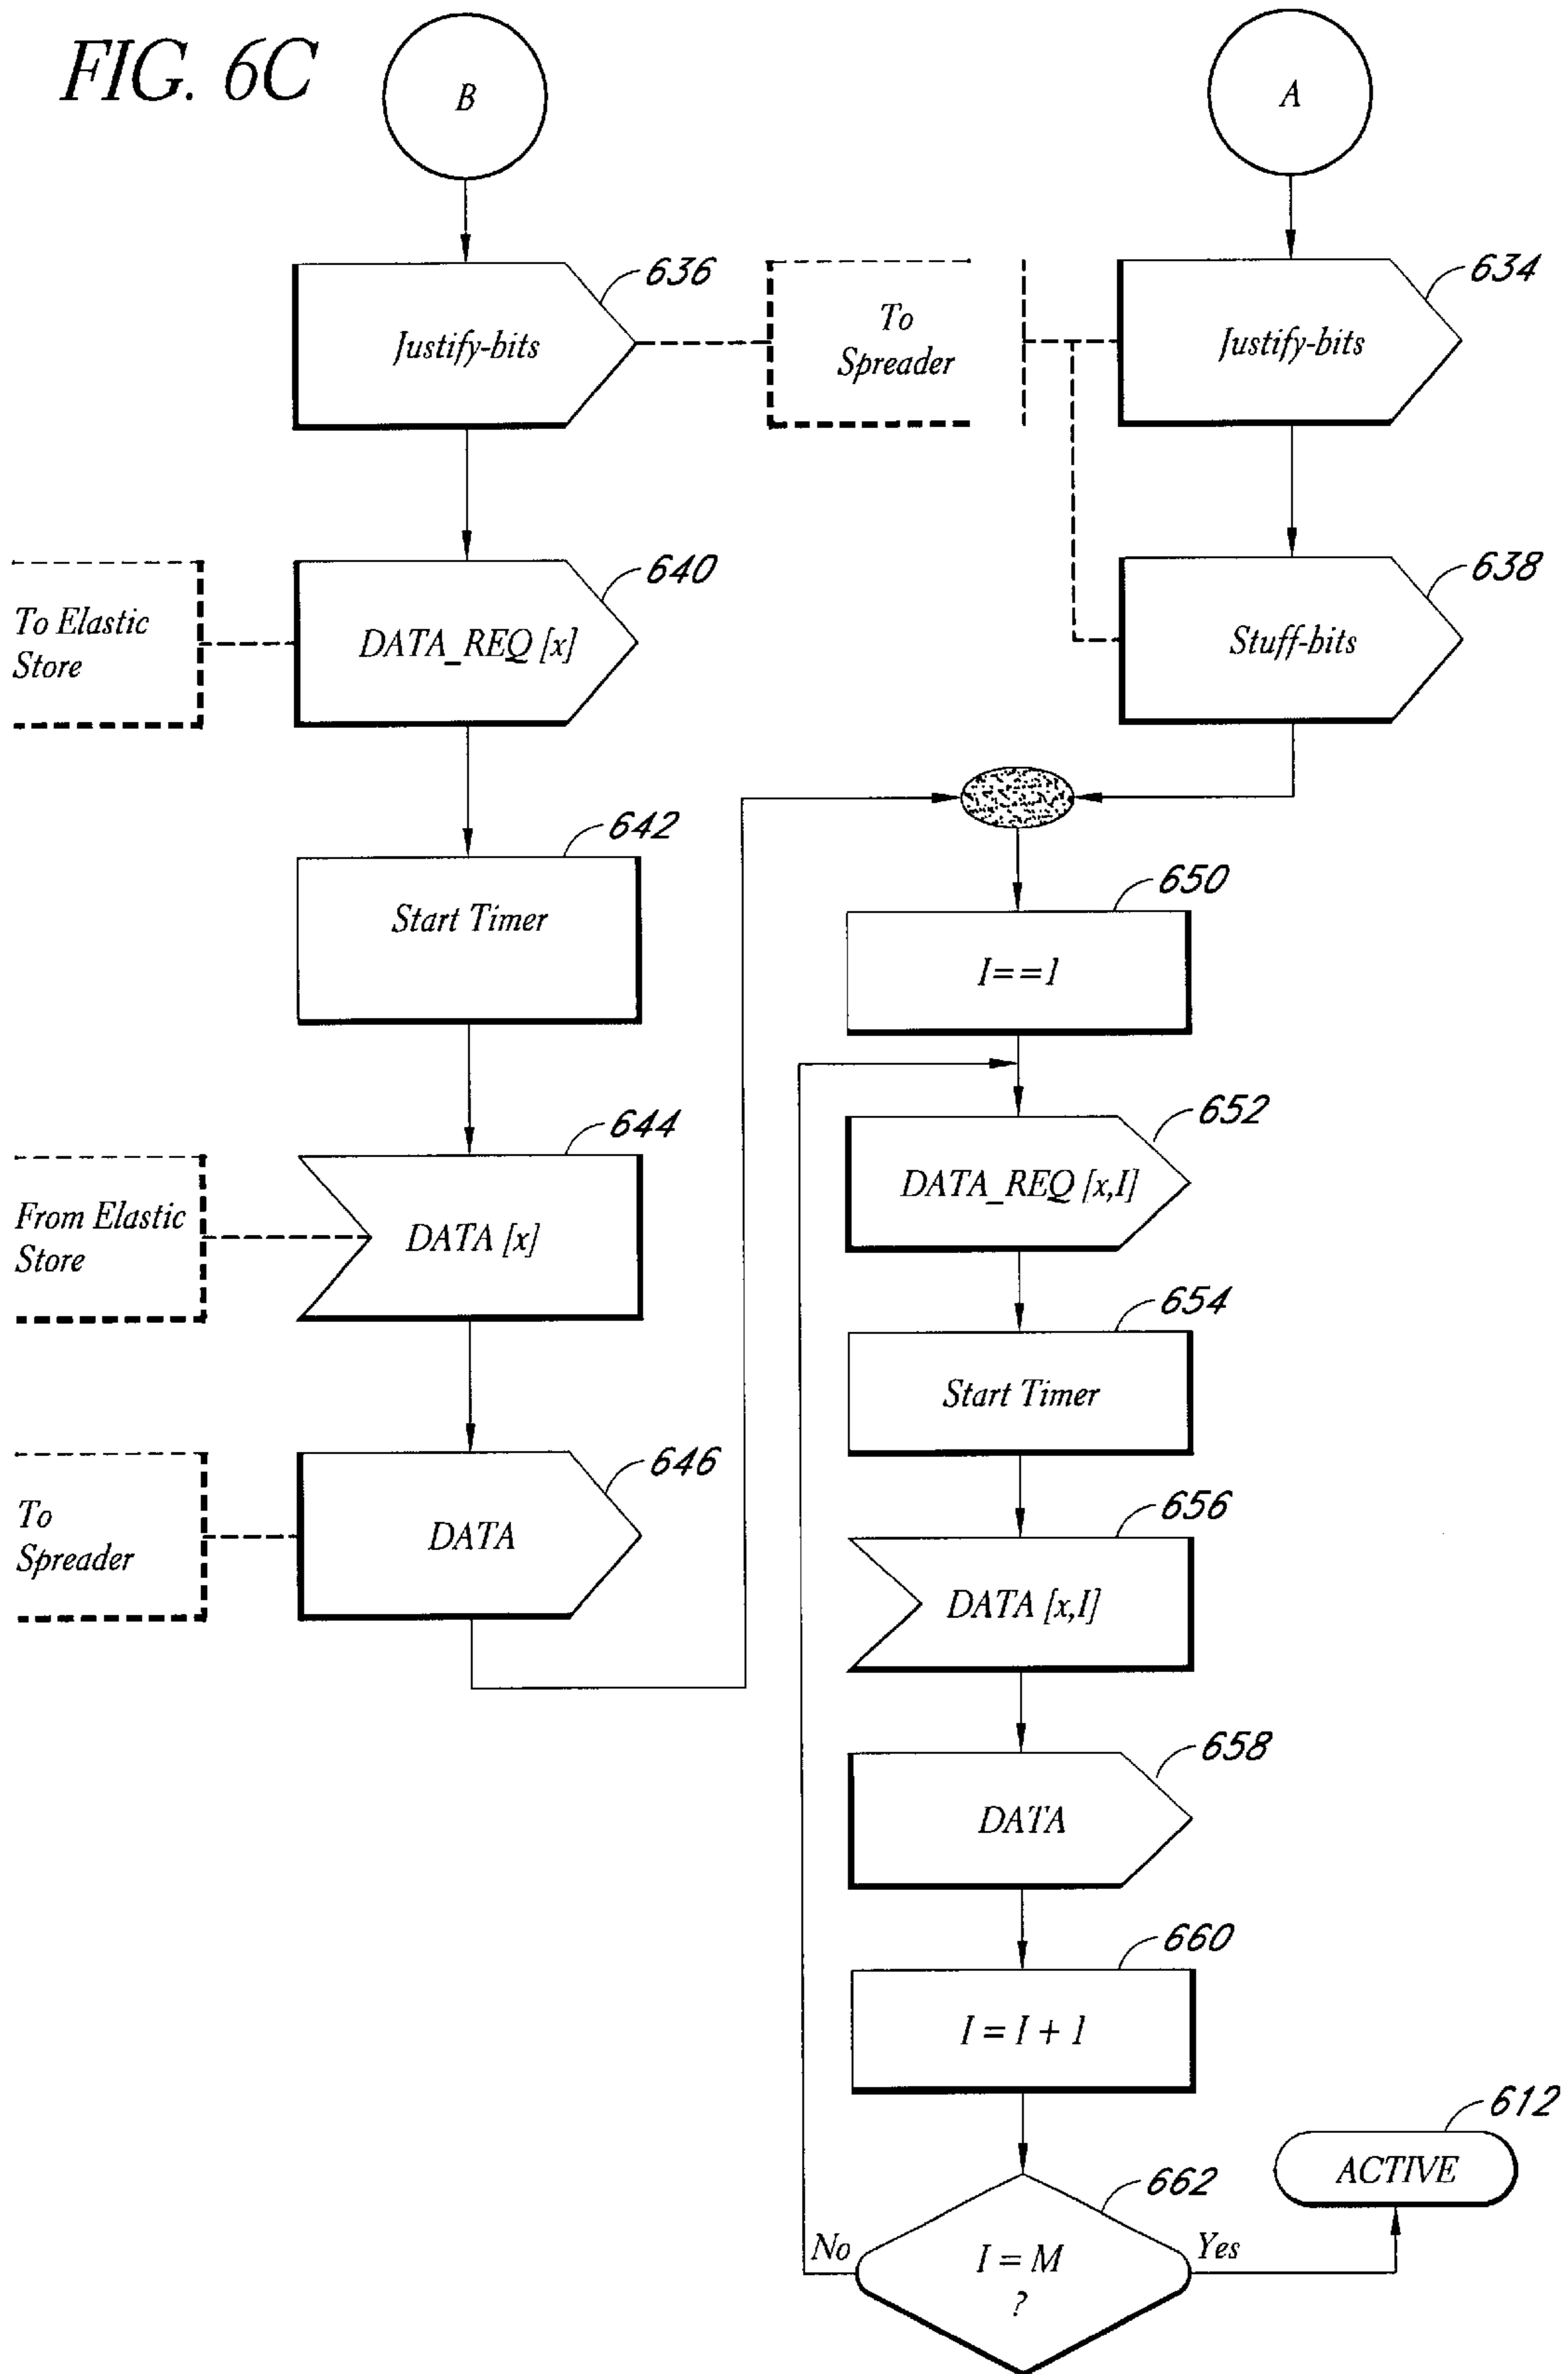 FIG. 6C
B
A
636
Justify-bits
To
Spreader
634
Justify-bits
640
To Elastic
Store
DATA_REQ [x]
638
Stuff-bits
642
Start Timer
650
I==1
644
From Elastic
Store
DATA [x]
652
DATA_REQ [x,I]
654
Start Timer
646
To
Spreader
DATA
656
DATA [x,I]
658
DATA
660
I = I + 1
612
ACTIVE
662
No
I = M
?
Yes